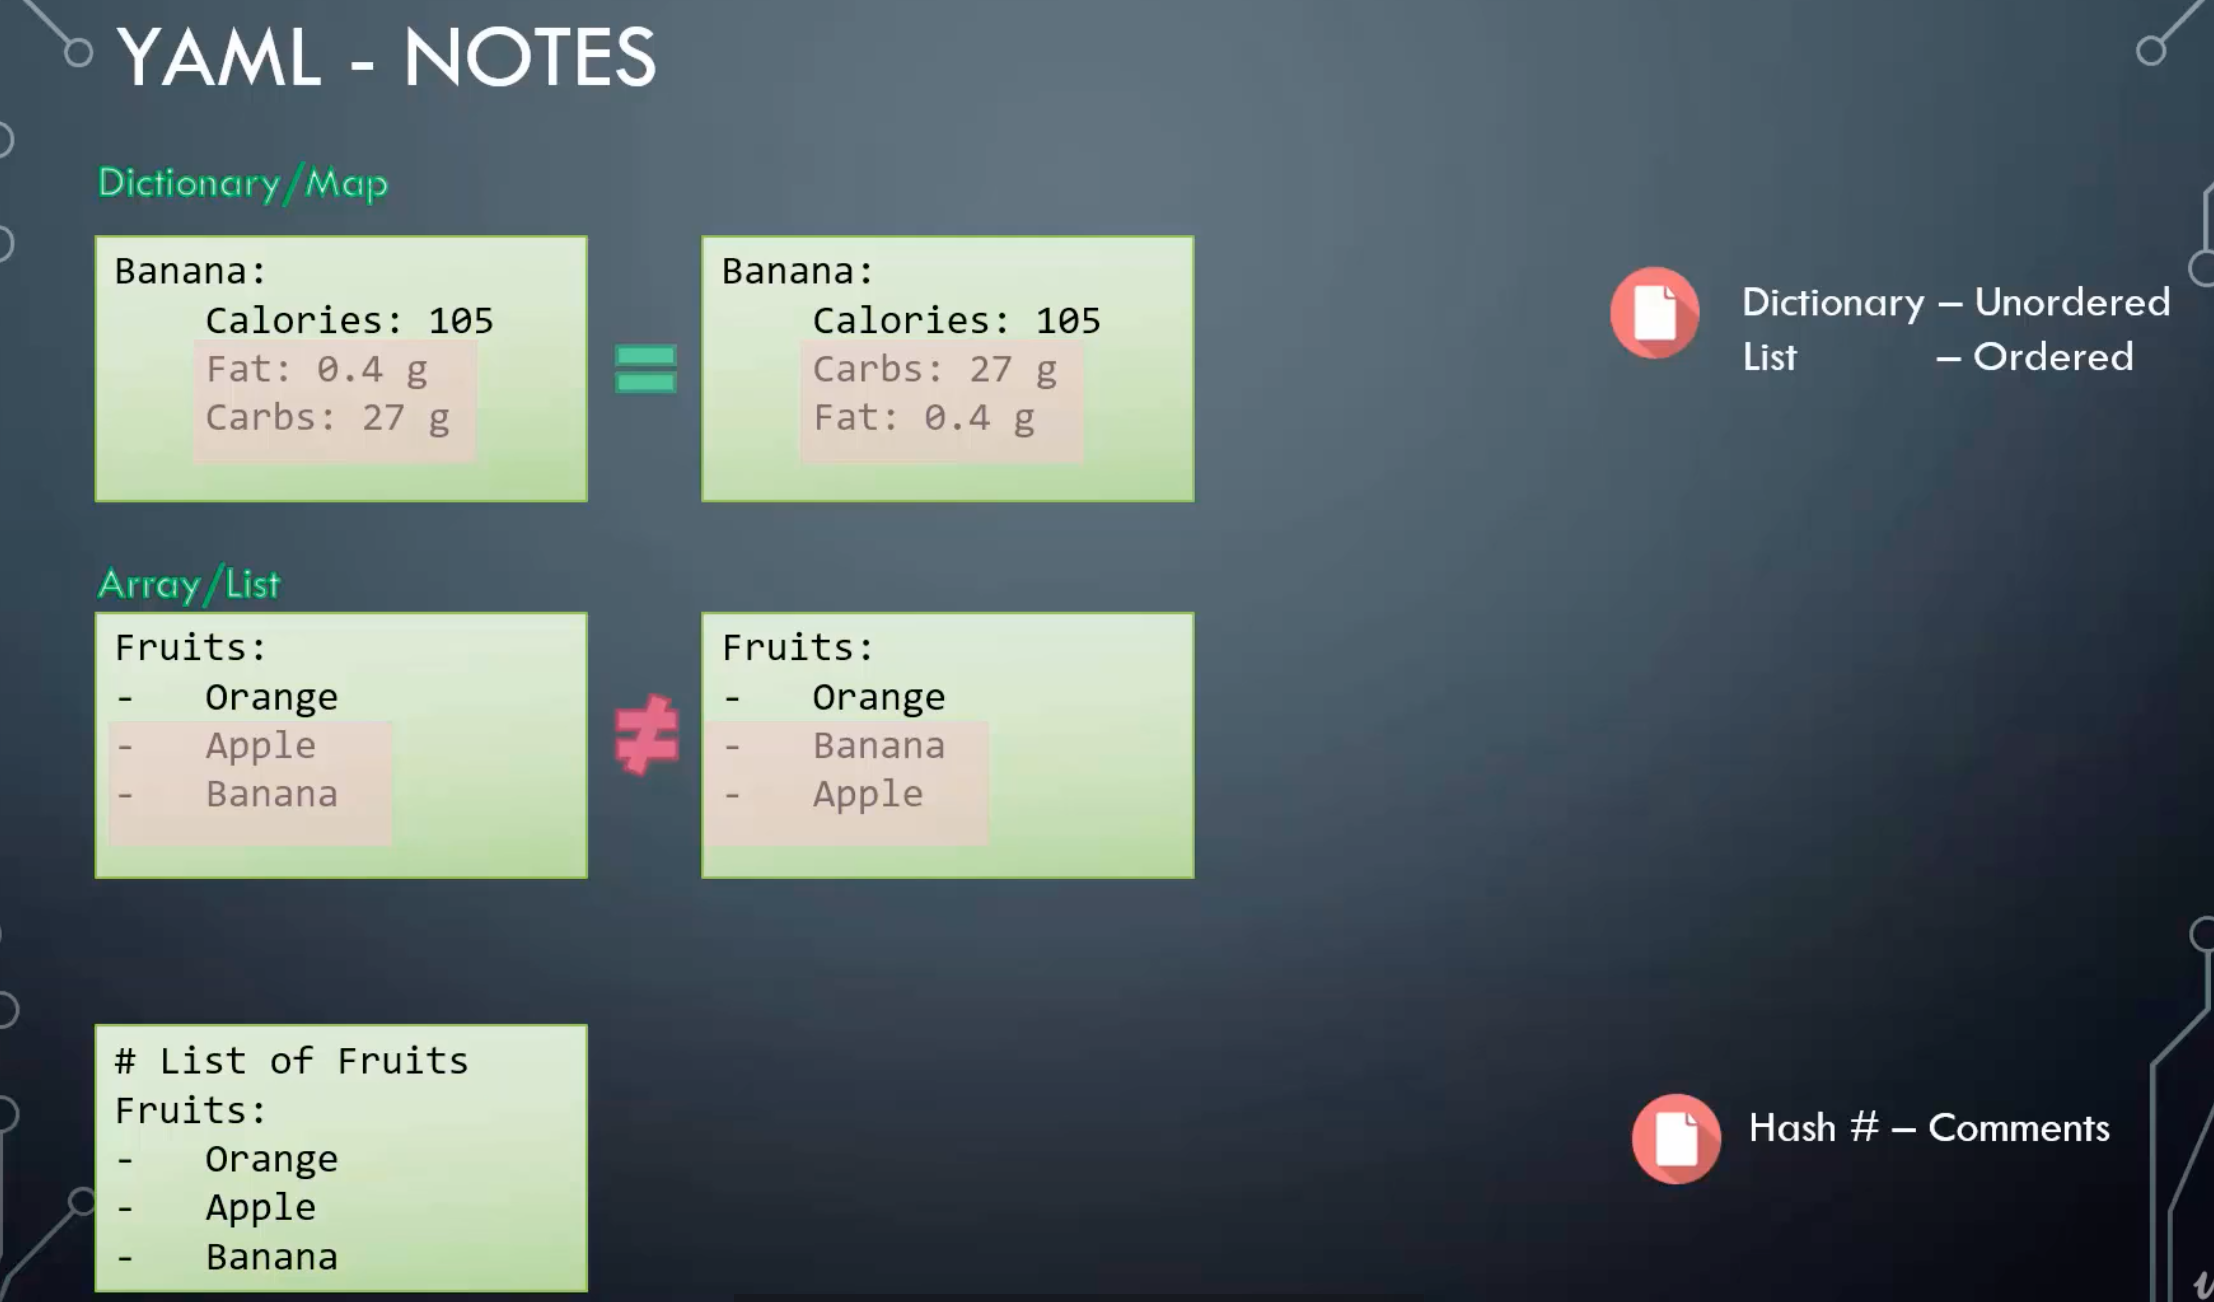 YAML - NOTES
Dictionary/Map
Banana:
Calories: 105
Fat: 0.4 g
Carbs: 27 g
=
Banana:
Calories: 105
Carbs: 27 g
Fat: 0.4 g
Dictionary – Unordered
List – Ordered
Array/List
Fruits:
- Orange
- Apple
- Banana
≠
Fruits:
- Orange
- Banana
- Apple
# List of Fruits
Fruits:
- Orange
- Apple
- Banana
Hash # – Comments